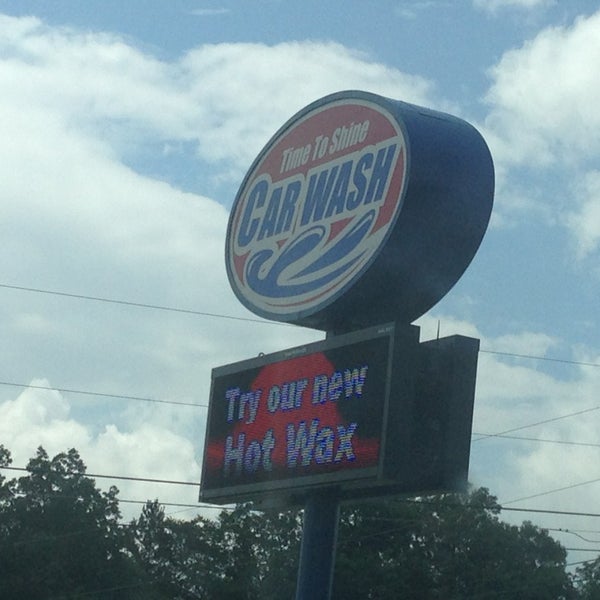 Time To Shine
CAR WASH
Try our new
Hot Wax